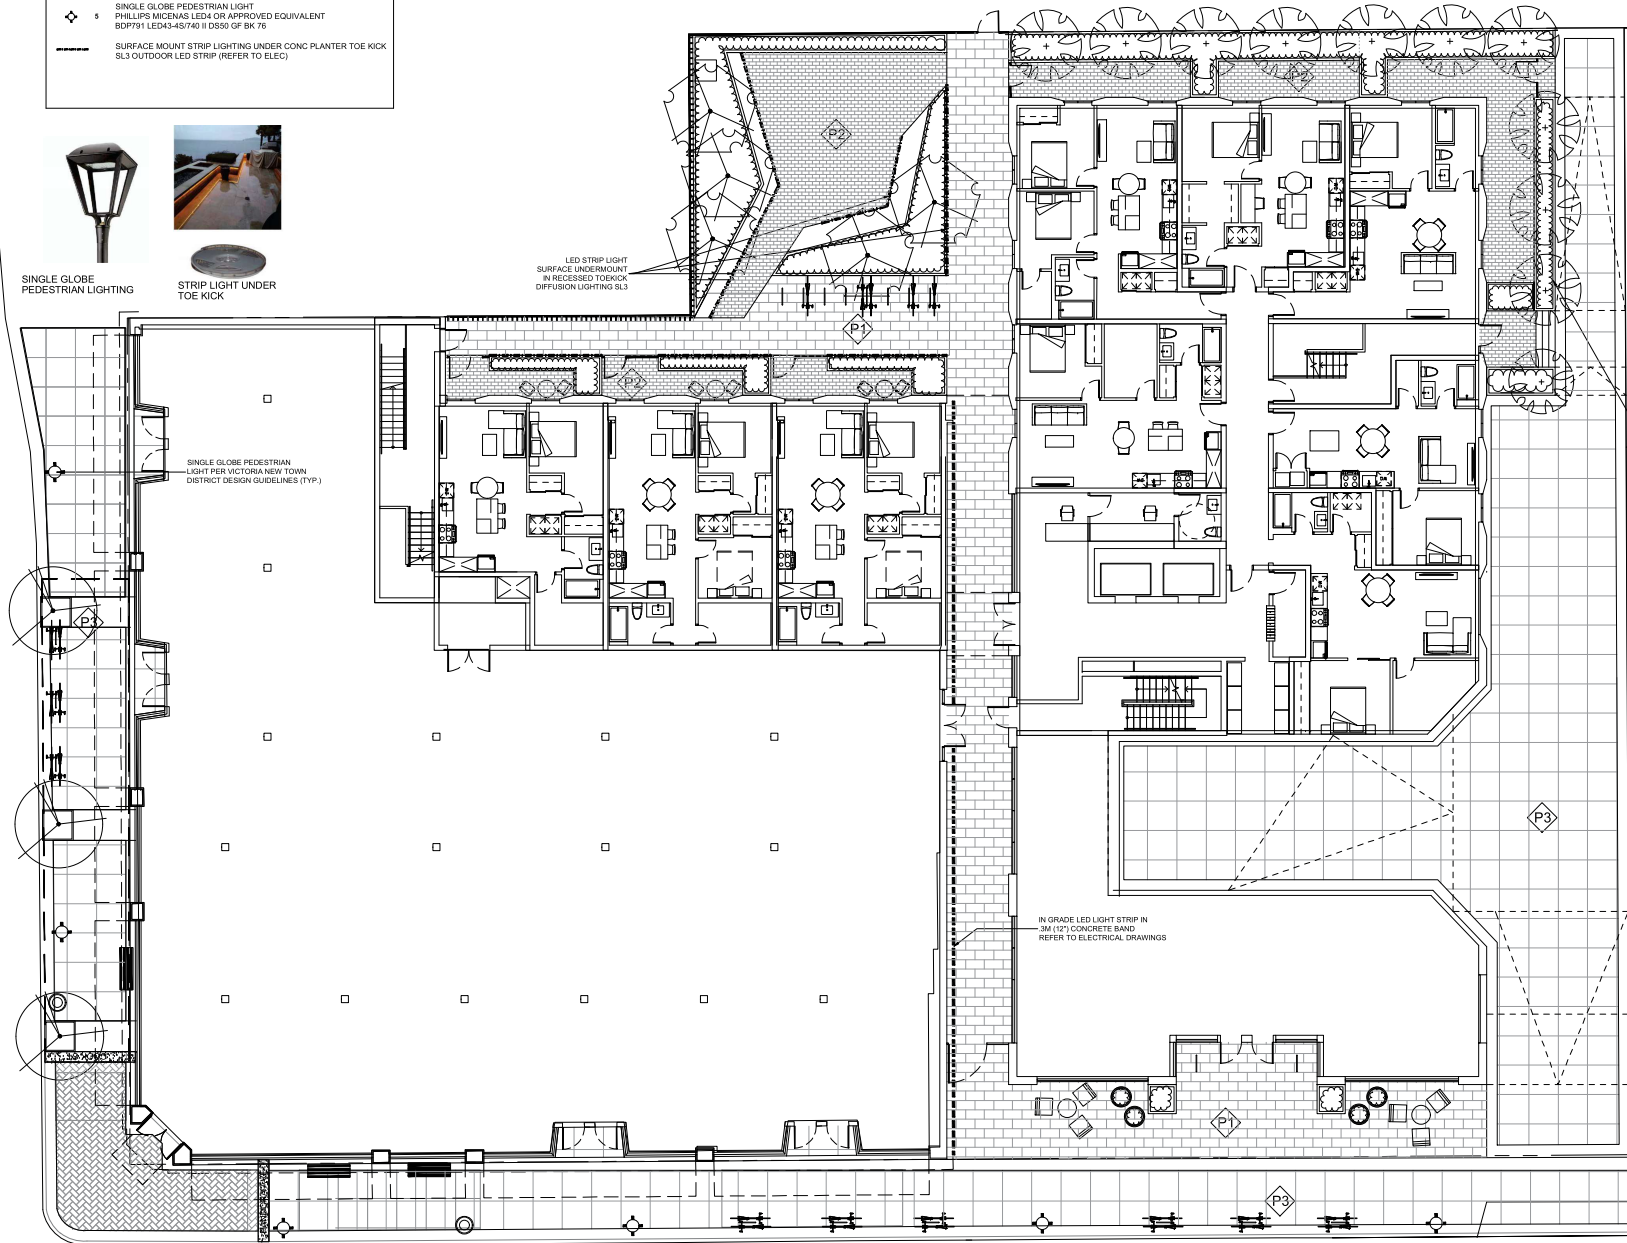 SINGLE GLOBE PEDESTRIAN LIGHT
5 PHILLIPS MICENAS LED4 OR APPROVED EQUIVALENT
BDP791 LED43-4S/740 II DS50 GF BK 76
SURFACE MOUNT STRIP LIGHTING UNDER CONC PLANTER TOE KICK
SL3 OUTDOOR LED STRIP (REFER TO ELEC)
SINGLE GLOBE
PEDESTRIAN LIGHTING
STRIP LIGHT UNDER
TOE KICK
LED STRIP LIGHT
SURFACE UNDERMOUNT
IN RECESSED TOEKICK
DIFFUSION LIGHTING SL3
P2
P2
P1
P2
SINGLE GLOBE PEDESTRIAN
LIGHT PER VICTORIA NEW TOWN
DISTRICT DESIGN GUIDELINES (TYP.)
P3
P3
IN GRADE LED LIGHT STRIP IN
.3M (12") CONCRETE BAND
REFER TO ELECTRICAL DRAWINGS
P1
P3